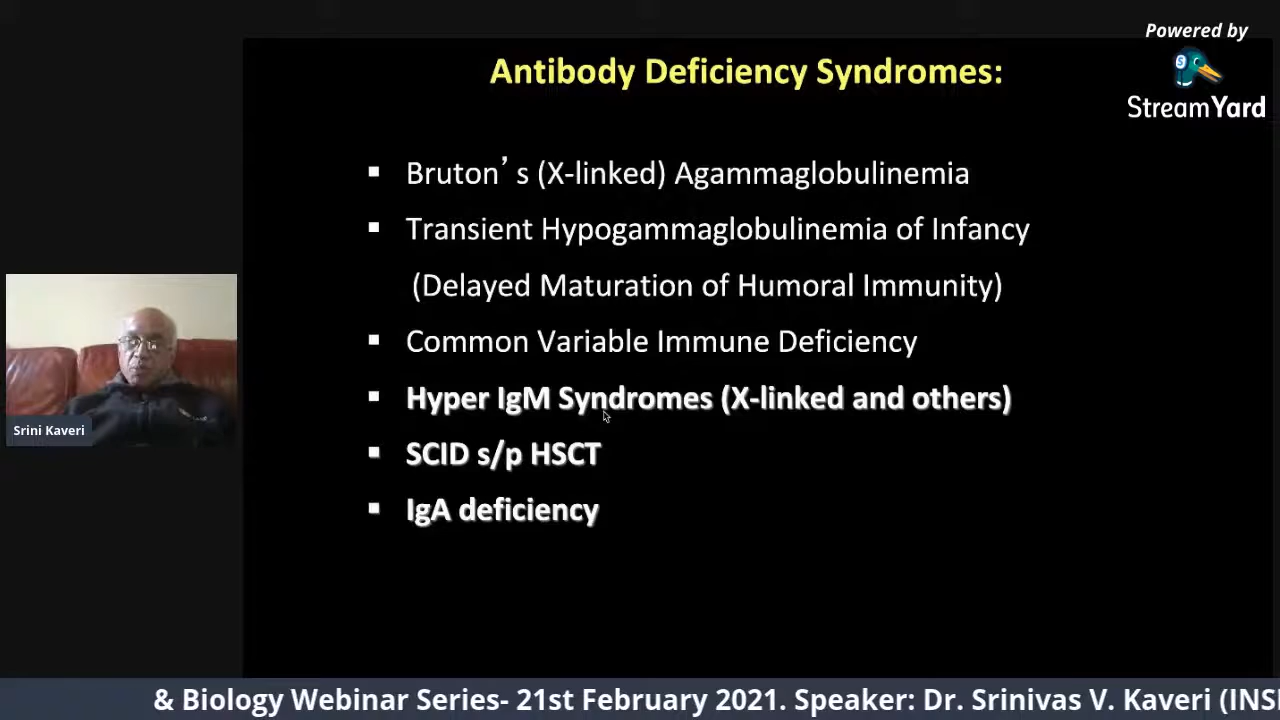 Powered by
StreamYard
Antibody Deficiency Syndromes:
▪ Bruton’s (X-linked) Agammaglobulinemia
▪ Transient Hypogammaglobulinemia of Infancy
(Delayed Maturation of Humoral Immunity)
▪ Common Variable Immune Deficiency
▪ Hyper IgM Syndromes (X-linked and others)
▪ SCID s/p HSCT
▪ IgA deficiency
Srini Kaveri
& Biology Webinar Series- 21st February 2021. Speaker: Dr. Srinivas V. Kaveri (INS